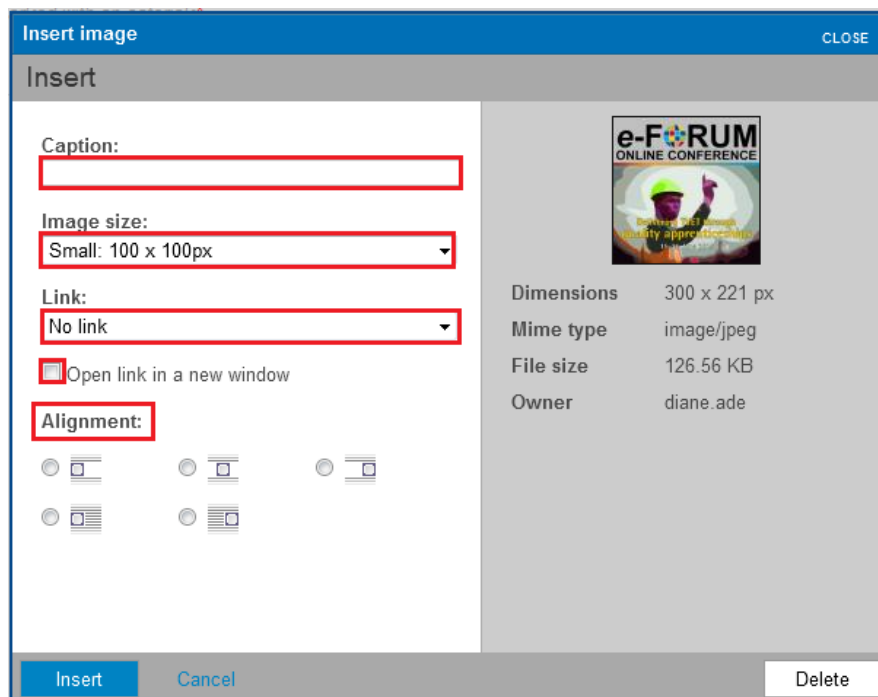 Insert image
CLOSE
Insert
Caption:
Image size:
Small: 100 x 100px
Link:
No link
Open link in a new window
Alignment:
e-FORUM
ONLINE CONFERENCE
quality apprenticeships
Dimensions 300 x 221 px
Mime type image/jpeg
File size 126.56 KB
Owner diane.ade
Insert
Cancel
Delete